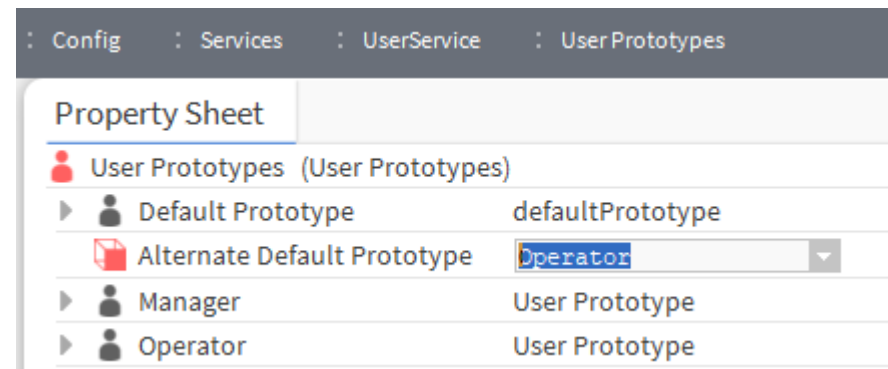 : Config : Services : UserService : User Prototypes
Property Sheet
User Prototypes (User Prototypes)
Default Prototype defaultPrototype
Alternate Default Prototype Operator
Manager User Prototype
Operator User Prototype